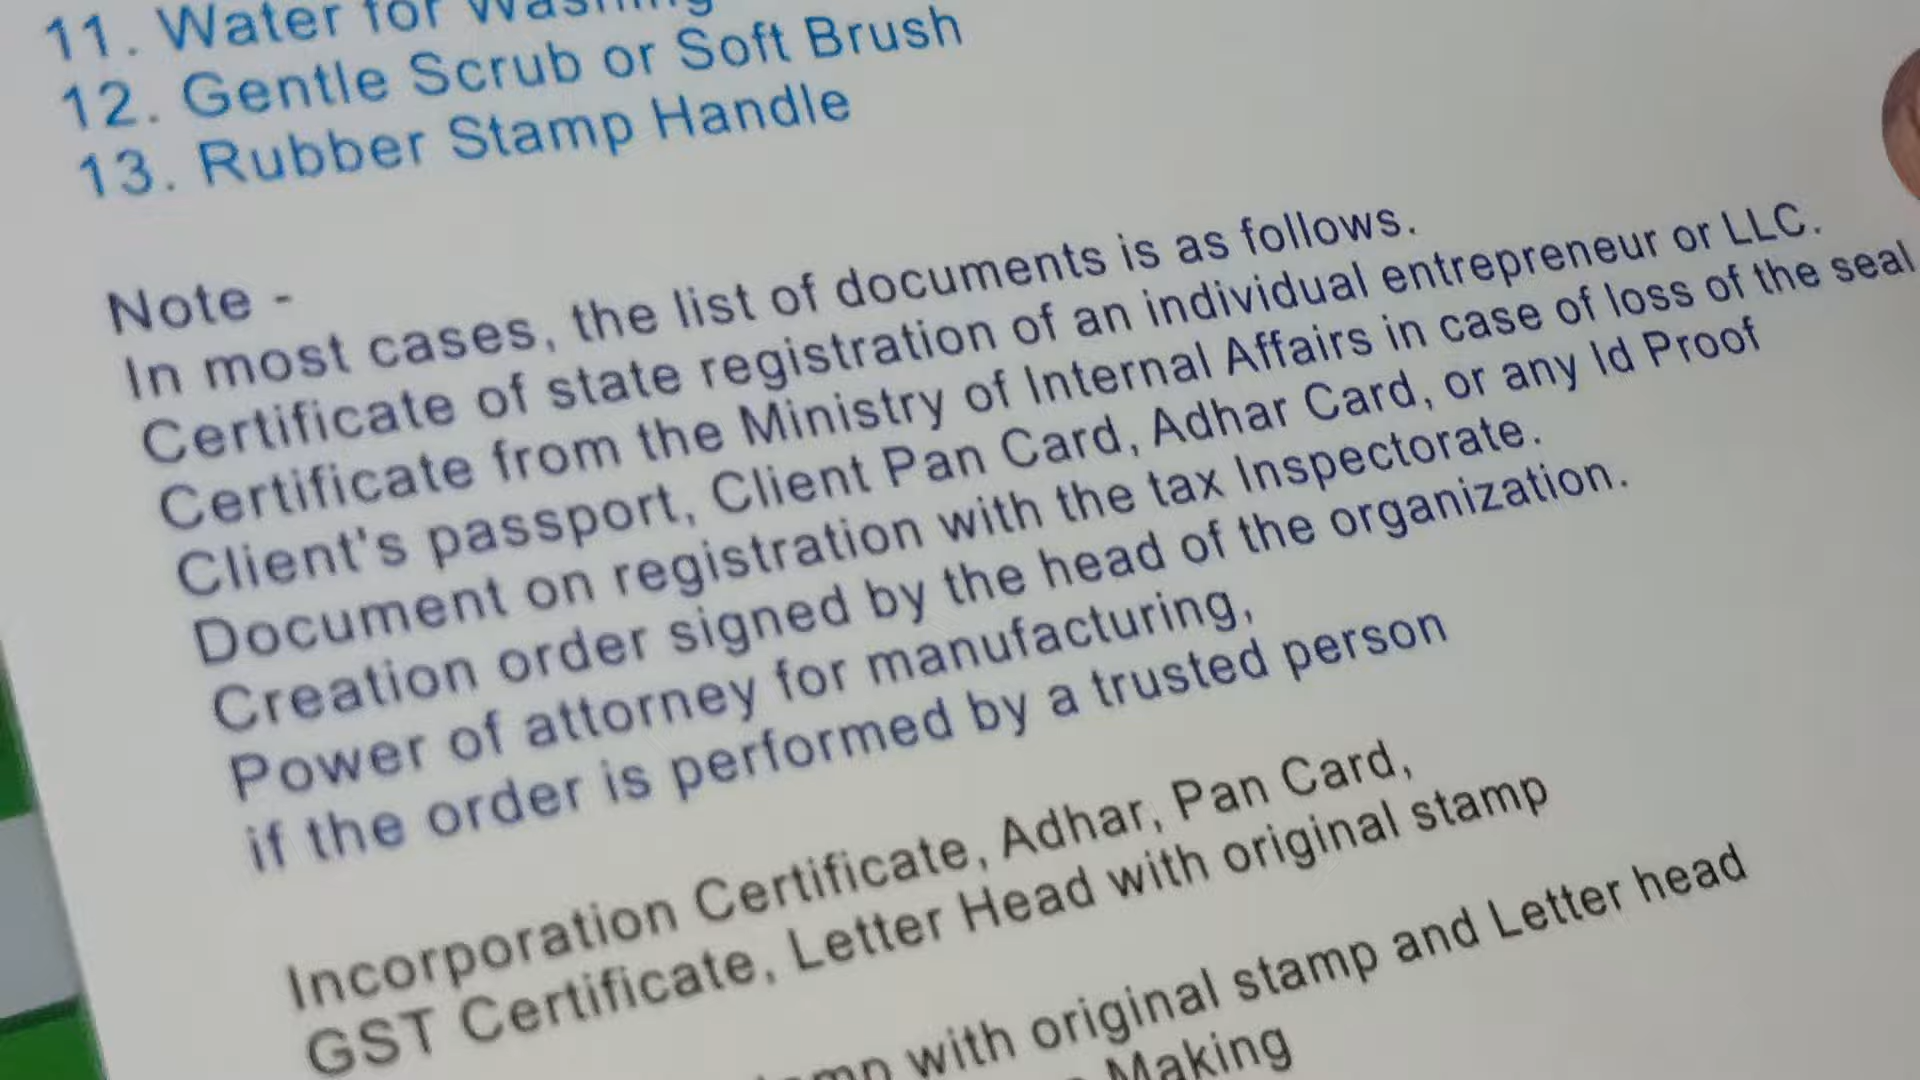 11. Water for Washing
12. Gentle Scrub or Soft Brush
13. Rubber Stamp Handle
Note -
In most cases, the list of documents is as follows.
Certificate of state registration of an individual entrepreneur or LLC.
Certificate from the Ministry of Internal Affairs in case of loss of the seal
Client's passport, Client Pan Card, Adhar Card, or any Id Proof
Document on registration with the tax Inspectorate.
Creation order signed by the head of the organization.
Power of attorney for manufacturing,
if the order is performed by a trusted person
Incorporation Certificate, Adhar, Pan Card,
GST Certificate, Letter Head with original stamp
with original stamp and Letter head
Making